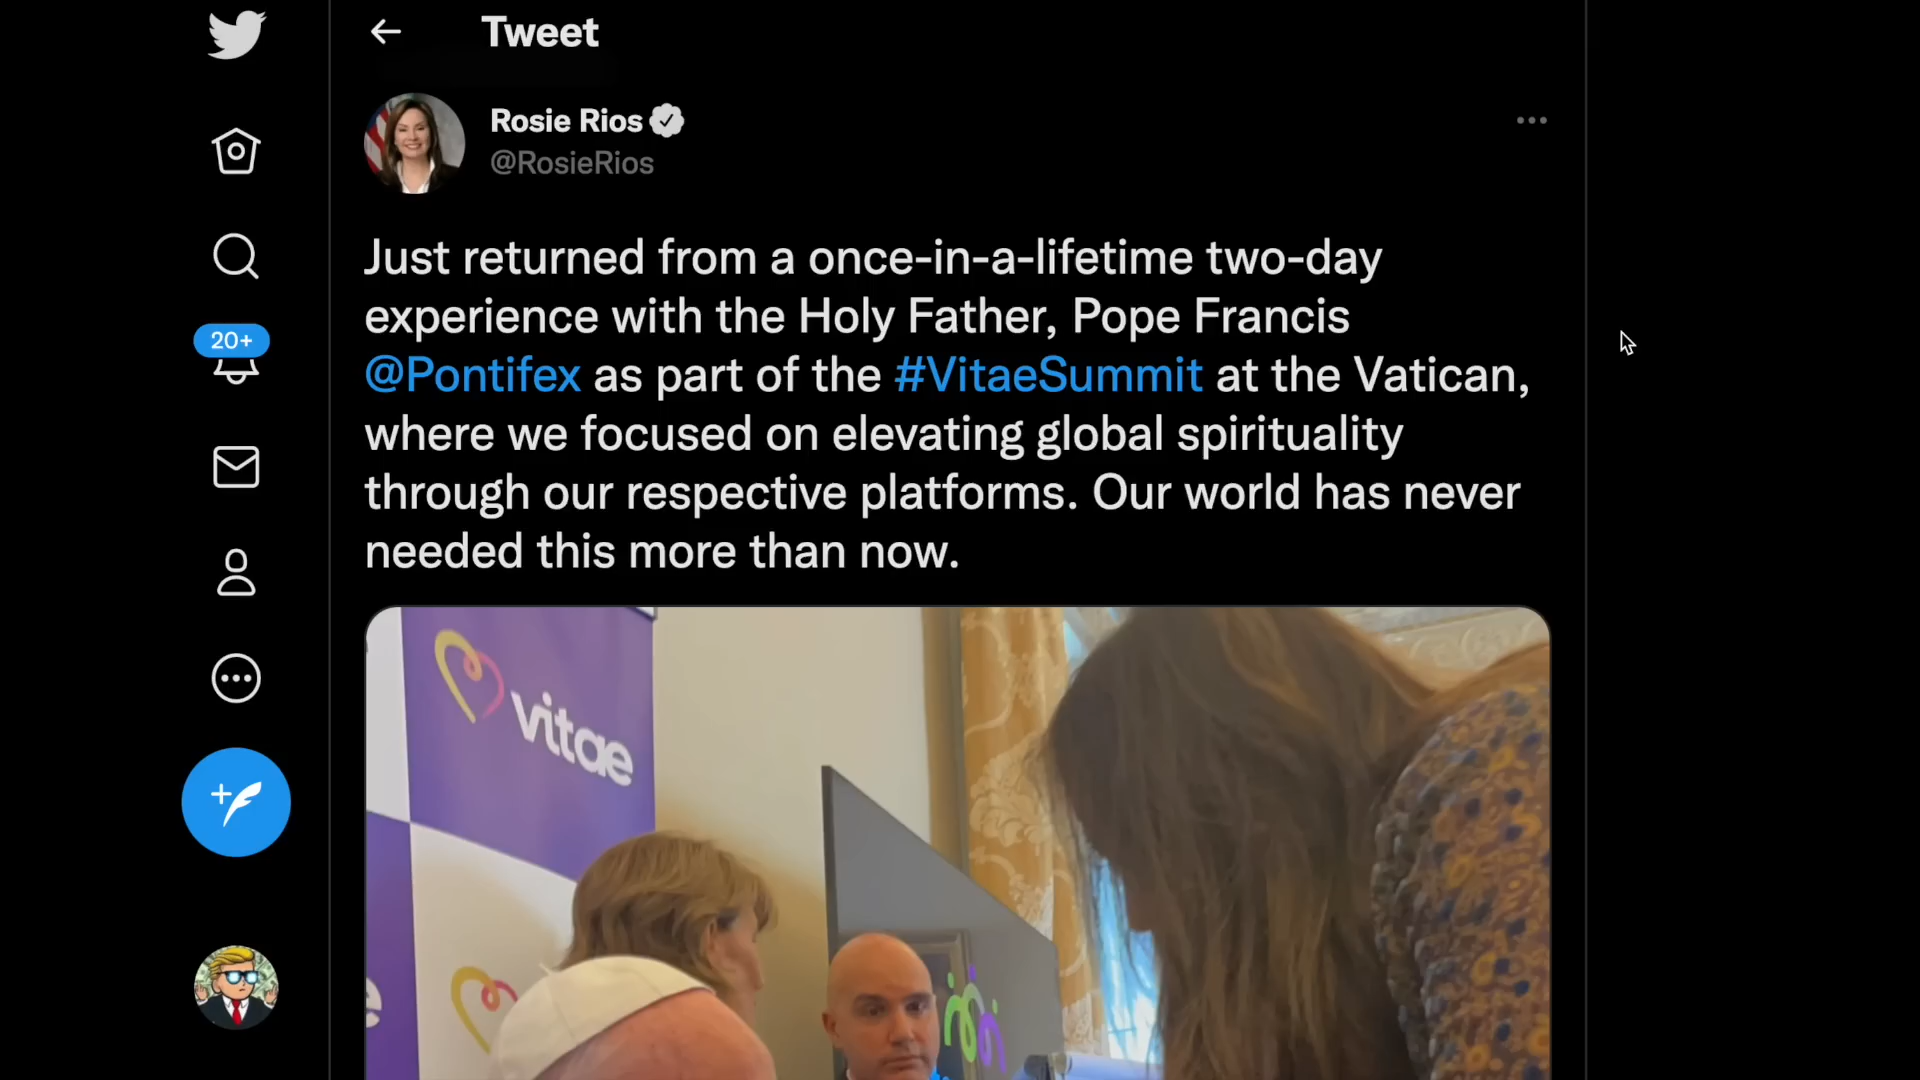 Tweet
Rosie Rios
@RosieRios
20+
Just returned from a once-in-a-lifetime two-day
experience with the Holy Father, Pope Francis
@Pontifex as part of the #VitaeSummit at the Vatican,
where we focused on elevating global spirituality
through our respective platforms. Our world has never
needed this more than now.
vitae
e